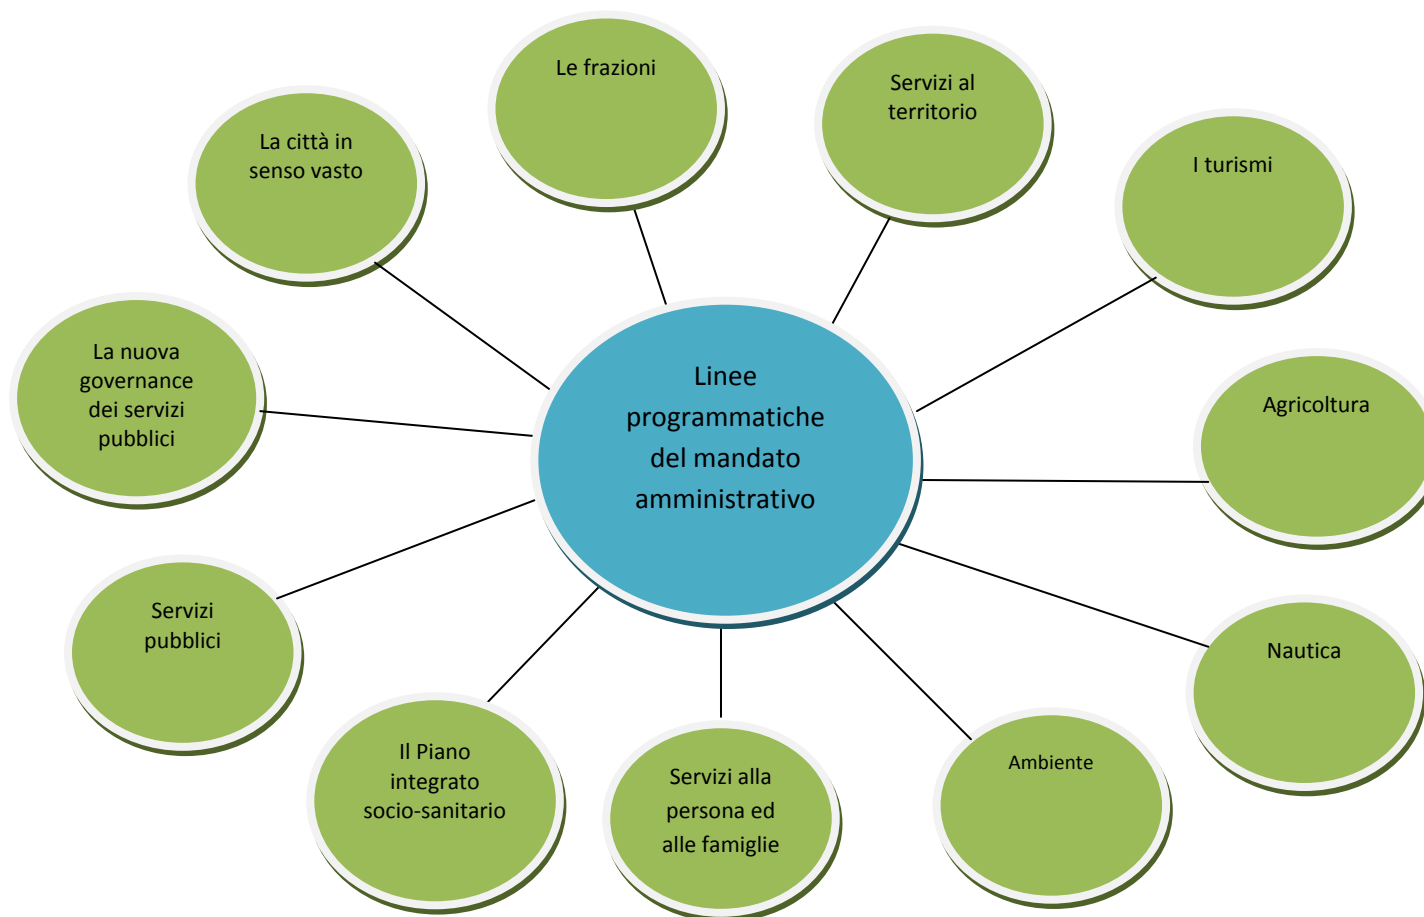 Le frazioni
Servizi al
territorio
La città in
senso vasto
I turismi
La nuova
governance
dei servizi
pubblici
Linee
programmatiche
del mandato
amministrativo
Agricoltura
Servizi
pubblici
Nautica
Il Piano
integrato
socio-sanitario
Servizi alla
persona ed
alle famiglie
Ambiente